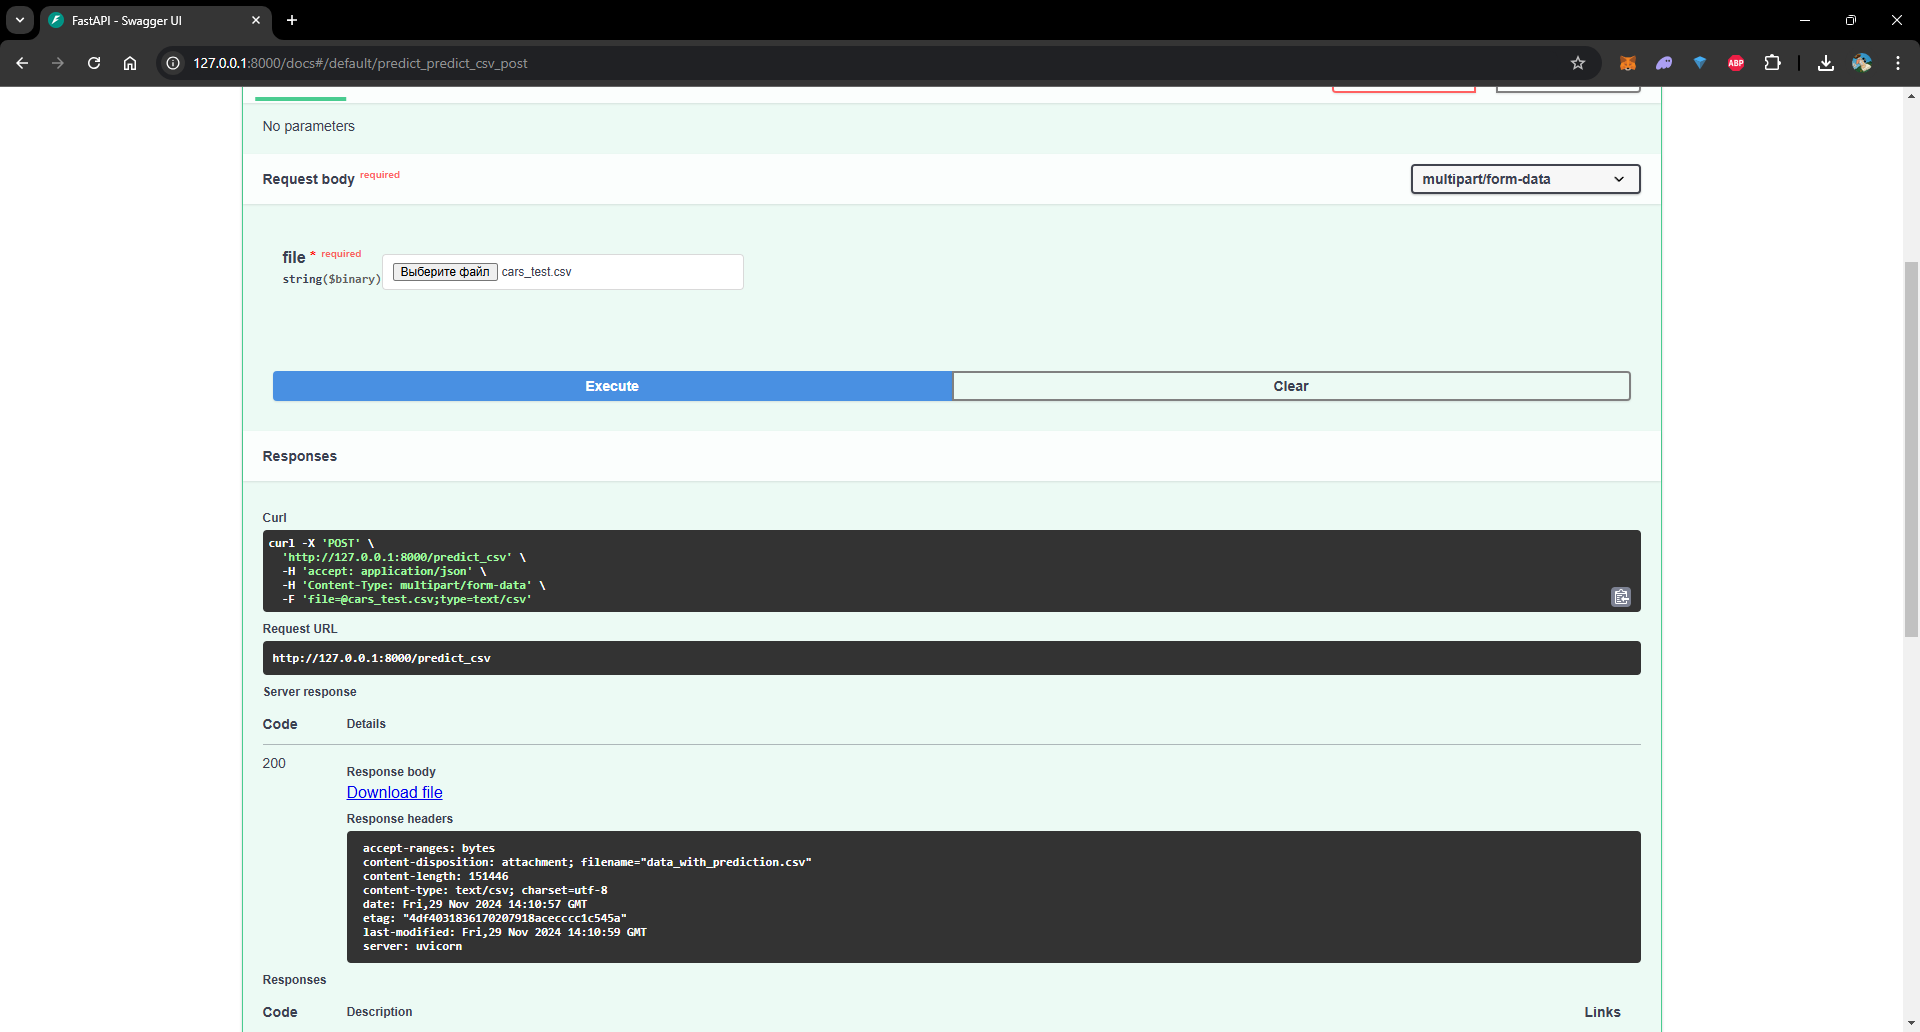 FastAPI - Swagger UI
127.0.0.1:8000/docs#/default/predict_predict_csv_post
ABP
No parameters
Request body required
multipart/form-data
file * required
string($binary)
Выберите файл cars_test.csv
Execute
Clear
Responses
Curl
curl -X 'POST' \
'http://127.0.0.1:8000/predict_csv' \
-H 'accept: application/json' \
-H 'Content-Type: multipart/form-data' \
-F 'file=@cars_test.csv;type=text/csv'
Request URL
http://127.0.0.1:8000/predict_csv
Server response
Code Details
200
Response body
Download file
Response headers
accept-ranges: bytes
content-disposition: attachment; filename="data_with_prediction.csv"
content-length: 151446
content-type: text/csv; charset=utf-8
date: Fri,29 Nov 2024 14:10:57 GMT
etag: "4df4031836170207918acecccc1c545a"
last-modified: Fri,29 Nov 2024 14:10:59 GMT
server: uvicorn
Responses
Code Description Links